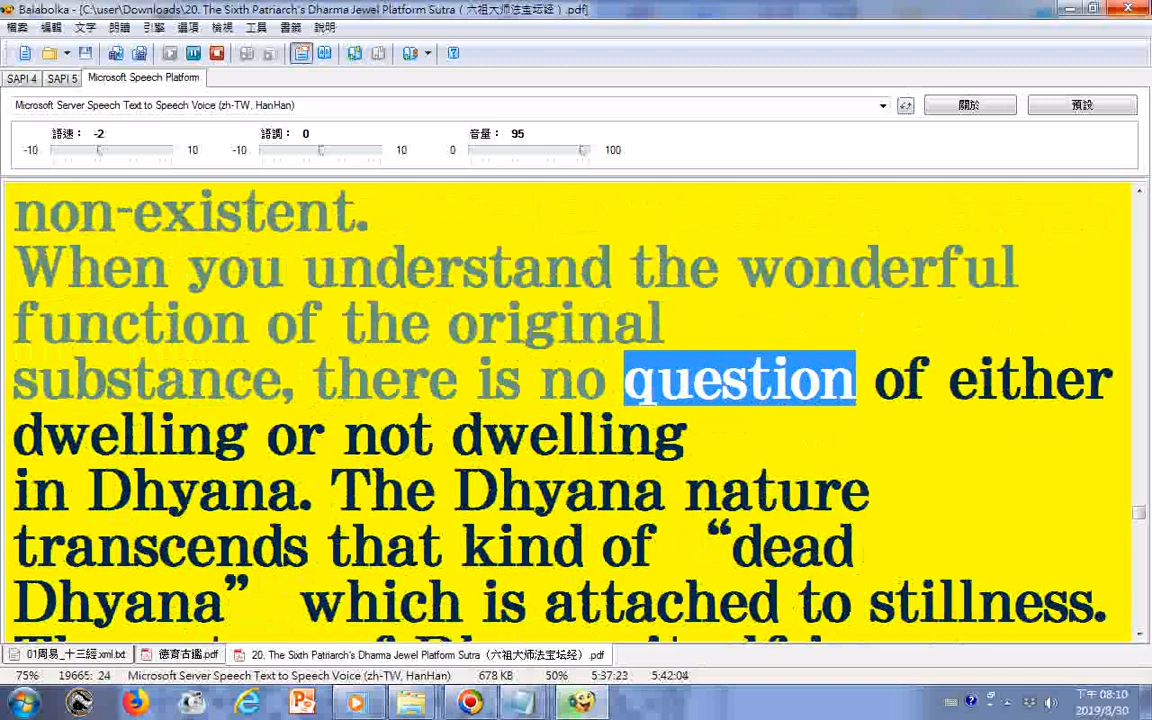 Balabolka - [C:\user\Downloads\20. The Sixth Patriarch's Dharma Jewel Platform Sutra（六祖大师法宝坛经）.pdf]
檔案 編輯 文字 朗讀 引擎 選項 檢視 工具 書籤 說明
SAPI 4 SAPI 5 Microsoft Speech Platform
Microsoft Server Speech Text to Speech Voice (zh-TW, HanHan) 關於 預設
語速： -2 語調： 0 音量： 95
-10 10 -10 10 0 100
non-existent.
When you understand the wonderful
function of the original
substance, there is no question of either
dwelling or not dwelling
in Dhyana. The Dhyana nature
transcends that kind of “dead
Dhyana” which is attached to stillness.
01周易_十三經.xml.txt 德育古鑑.pdf 20. The Sixth Patriarch's Dharma Jewel Platform Sutra（六祖大师法宝坛经）.pdf
75% 19665: 24 Microsoft Server Speech Text to Speech Voice (zh-TW, HanHan) 678 KB 50% 5:37:23 5:42:04
下午 08:10
2019/8/30